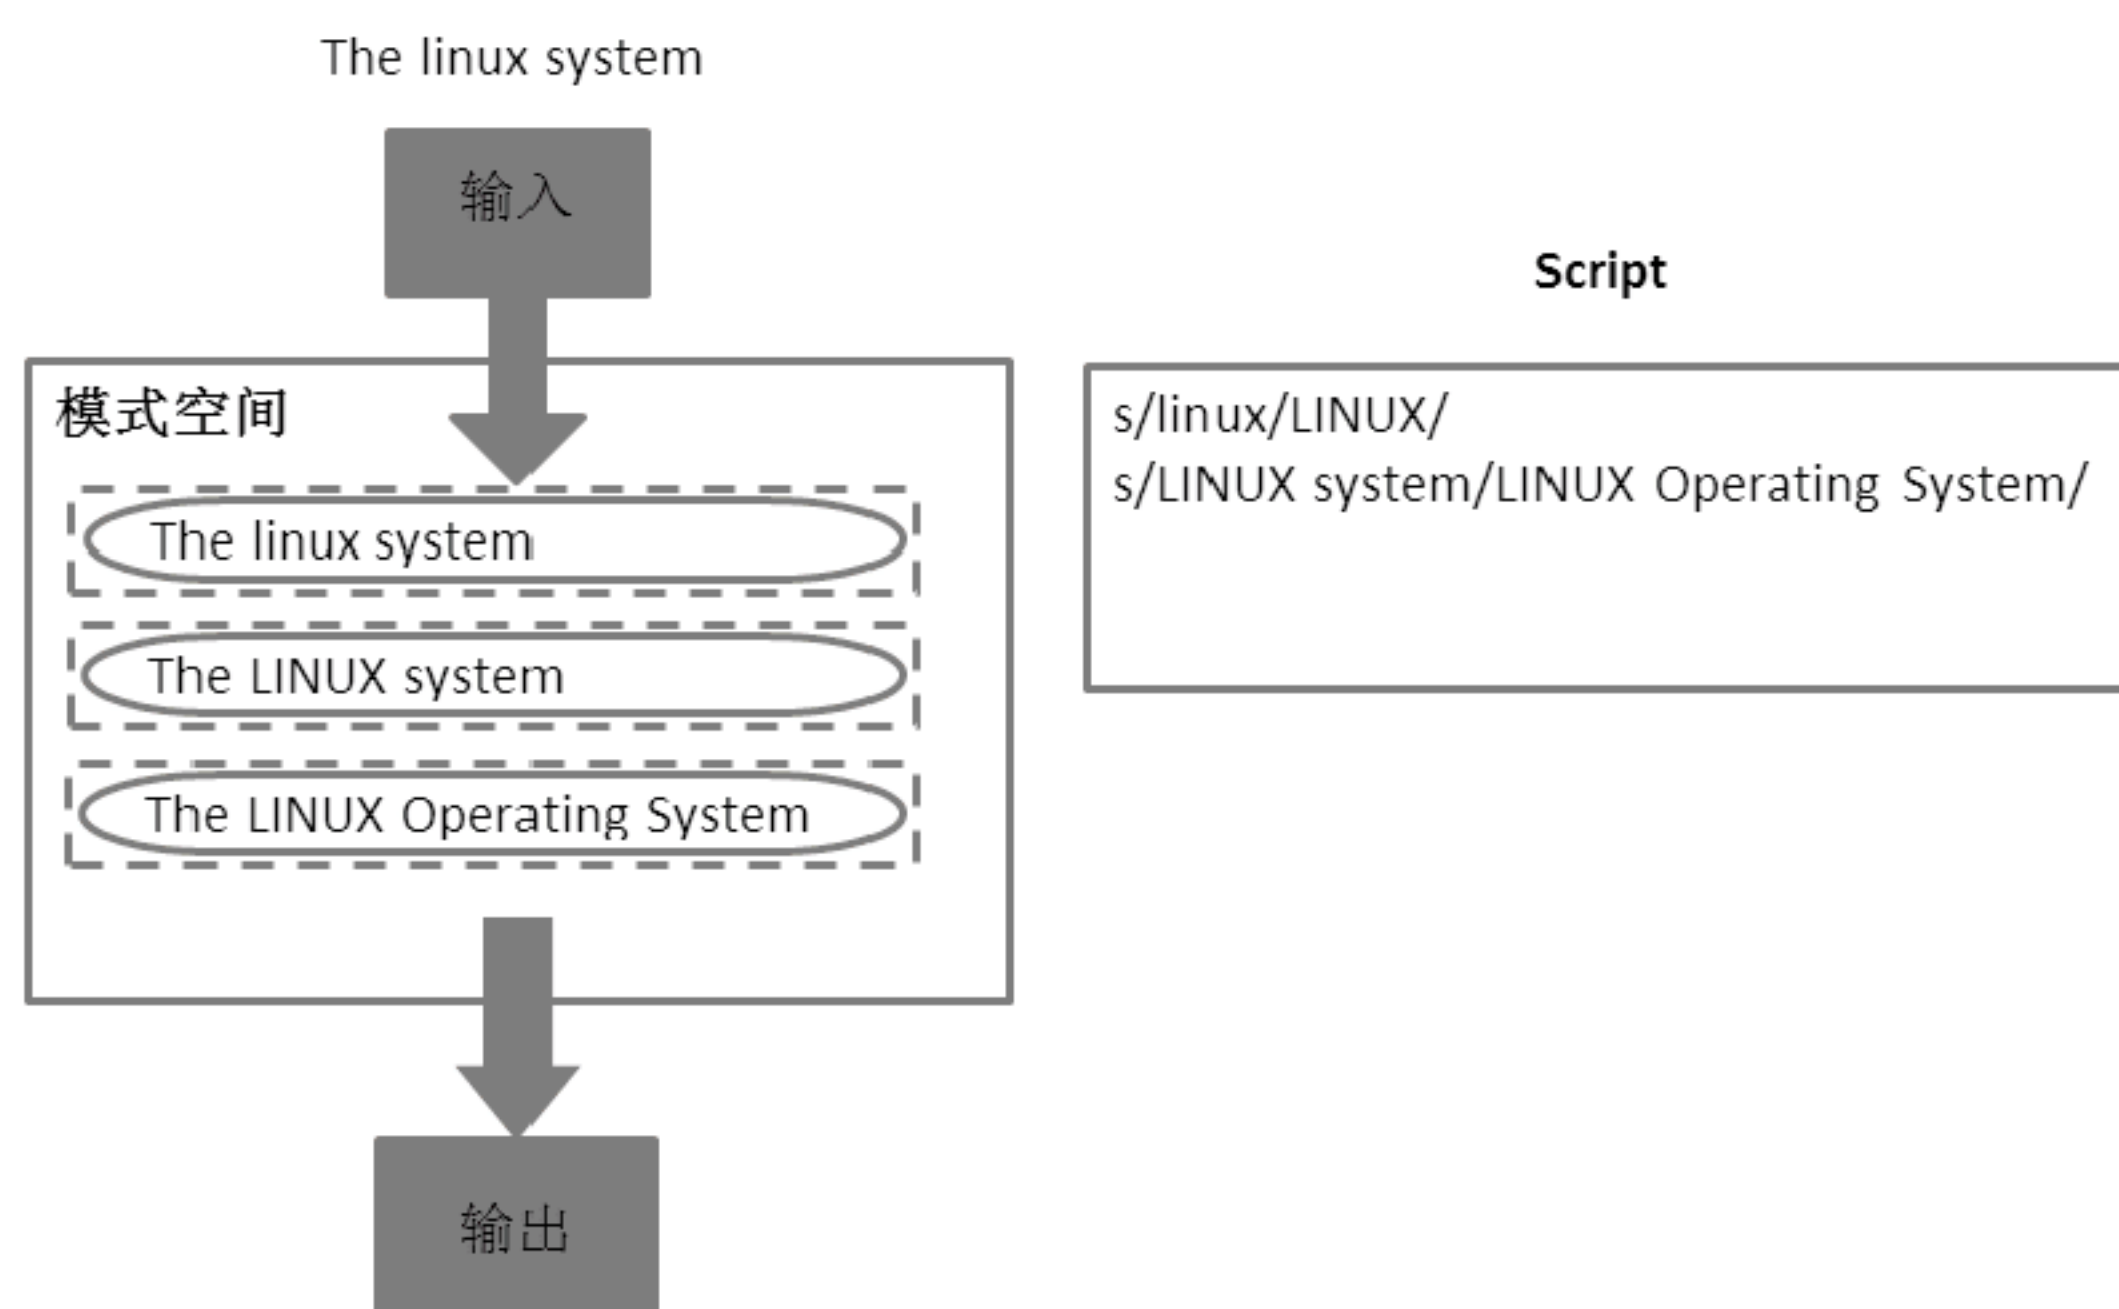 The linux system
输入
Script
模式空间
s/linux/LINUX/
s/LINUX system/LINUX Operating System/
The linux system
The LINUX system
The LINUX Operating System
输出